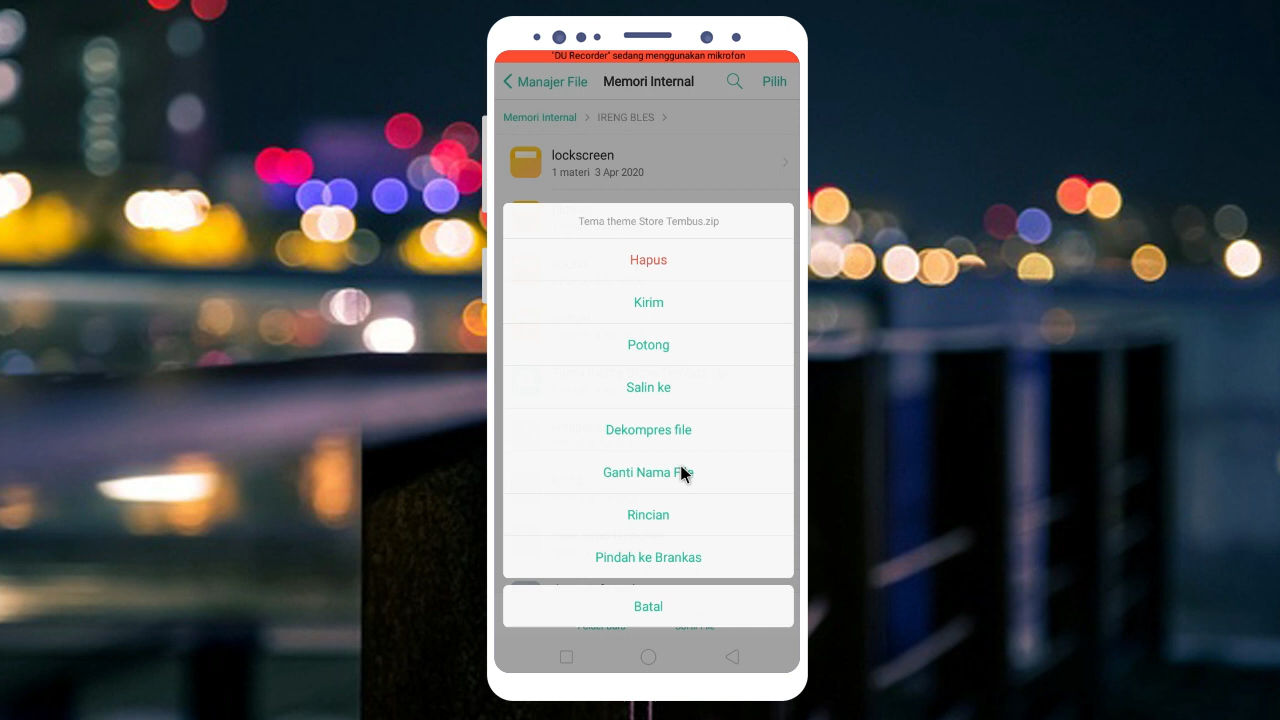 "DU Recorder" sedang menggunakan mikrofon
Manajer File
Memori Internal
Pilih
Memori Internal
IRENG BLES
lockscreen
1 materi 3 Apr 2020
Tema theme Store Tembus.zip
Hapus
Kirim
Potong
Salin ke
Dekompres file
Ganti Nama File
Rincian
Pindah ke Brankas
Batal